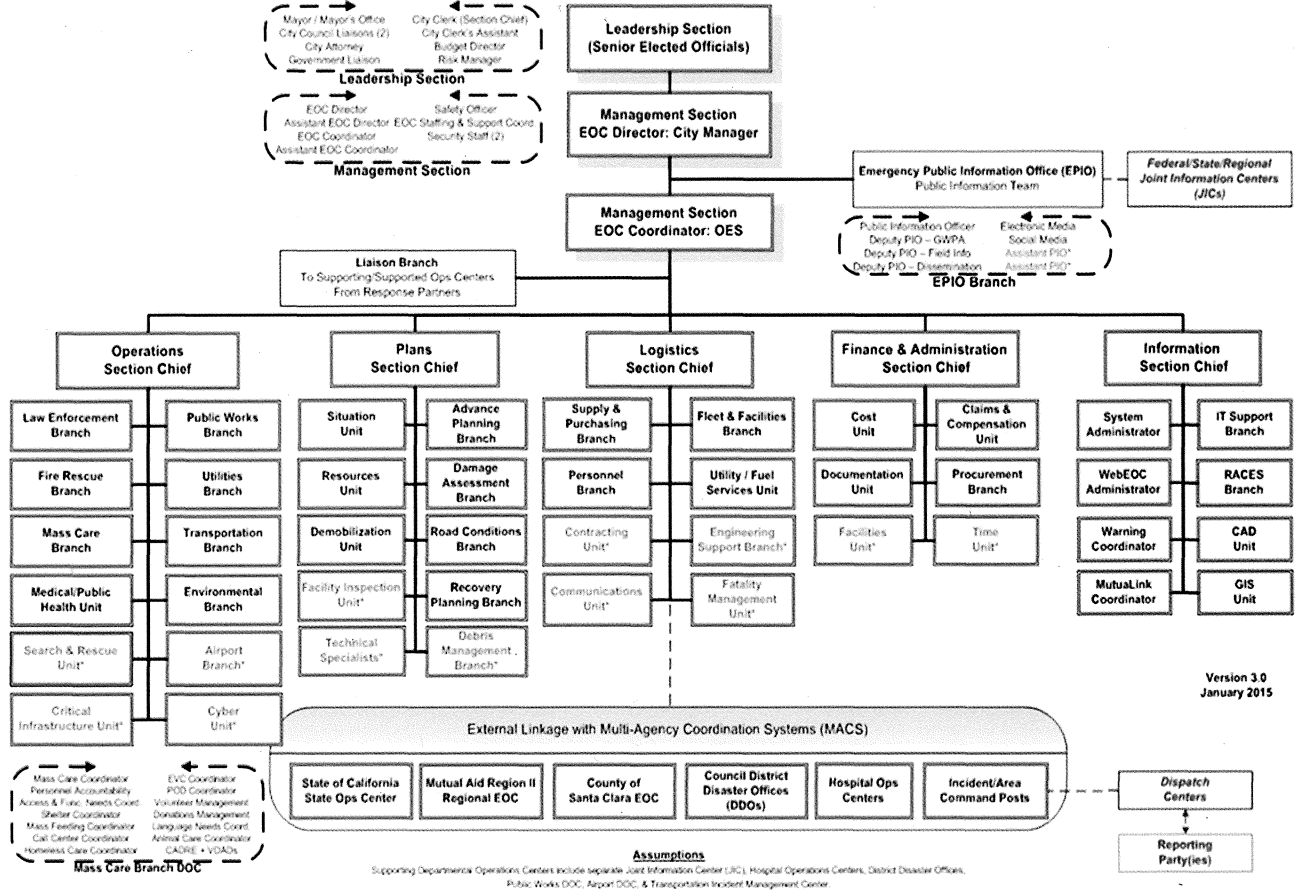 Mayor / Mayor's Office
City Council Liaisons (2)
City Attorney
Government Liaison
City Clerk (Section Chief)
City Clerk's Assistant
Budget Director
Risk Manager
Leadership Section
Leadership Section
(Senior Elected Officials)
EOC Director
Assistant EOC Director
EOC Coordinator
Assistant EOC Coordinator
Safety Officer
EOC Staffing & Support Coord.
Security Staff (2)
Management Section
Management Section
EOC Director: City Manager
Emergency Public Information Office (EPIO)
Public Information Team
Federal/State/Regional
Joint Information Centers
(JICs)
Management Section
EOC Coordinator: OES
Public Information Officer
Deputy PIO – GWPA
Deputy PIO – Field Info
Deputy PIO – Dissemination
Electronic Media
Social Media
Assistant PIO*
Assistant PIO*
EPIO Branch
Liaison Branch
To Supporting/Supported Ops Centers
From Response Partners
Operations
Section Chief
Plans
Section Chief
Logistics
Section Chief
Finance & Administration
Section Chief
Information
Section Chief
Law Enforcement
Branch
Public Works
Branch
Fire Rescue
Branch
Utilities
Branch
Mass Care
Branch
Transportation
Branch
Medical/Public
Health Unit
Environmental
Branch
Search & Rescue
Unit*
Airport
Branch*
Critical
Infrastructure Unit*
Cyber
Unit*
Situation
Unit
Advance
Planning
Branch
Resources
Unit
Damage
Assessment
Branch
Demobilization
Unit
Road Conditions
Branch
Facility Inspection
Unit*
Recovery
Planning Branch
Technical
Specialists*
Debris
Management
Branch*
Supply &
Purchasing
Branch
Fleet & Facilities
Branch
Personnel
Branch
Utility / Fuel
Services Unit
Contracting
Unit*
Engineering
Support Branch*
Communications
Unit*
Fatality
Management
Unit*
Cost
Unit
Claims &
Compensation
Unit
Documentation
Unit
Procurement
Branch
Facilities
Unit*
Time
Unit*
System
Administrator
IT Support
Branch
WebEOC
Administrator
RACES
Branch
Warning
Coordinator
CAD
Unit
MutuaLink
Coordinator
GIS
Unit
Version 3.0
January 2015
External Linkage with Multi-Agency Coordination Systems (MACS)
State of California
State Ops Center
Mutual Aid Region II
Regional EOC
County of
Santa Clara EOC
Council District
Disaster Offices
(DDOs)
Hospital Ops
Centers
Incident/Area
Command Posts
Dispatch
Centers
Reporting
Party(ies)
Mass Care Coordinator
Personnel Accountability
Access & Func. Needs Coord.
Shelter Coordinator
Mass Feeding Coordinator
Call Center Coordinator
Homeless Care Coordinator
EVC Coordinator
POD Coordinator
Volunteer Management
Donations Management
Language Needs Coord.
Animal Care Coordinator
CADRE + VOADs
Mass Care Branch DOC
Assumptions
Supporting Departmental Operations Centers include separate Joint Information Center (JIC), Hospital Operations Centers, District Disaster Offices,
Public Works DOC, Airport DOC, & Transportation Incident Management Center.